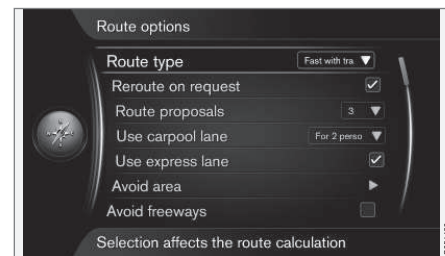 Route options
Route type Fast with tra
Reroute on request
Route proposals 3
Use carpool lane For 2 perso
Use express lane
Avoid area
Avoid freeways
Selection affects the route calculation